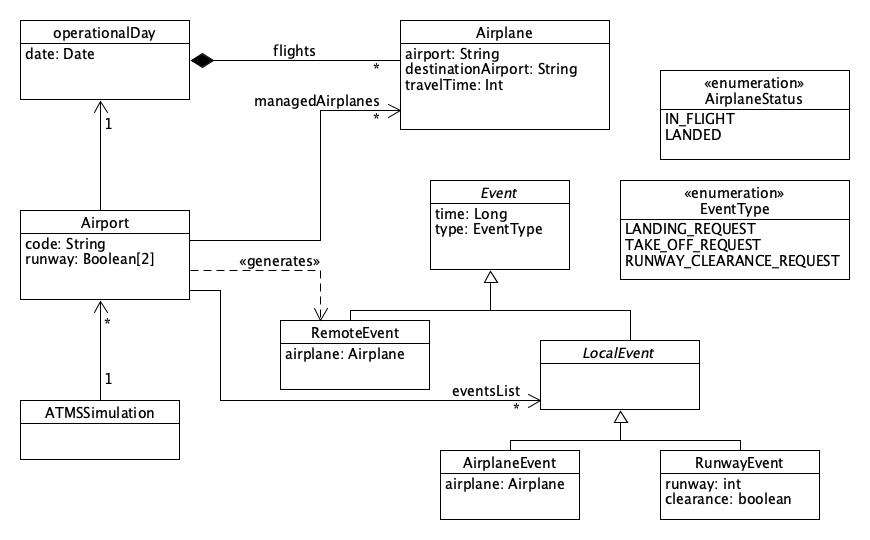 operationalDay
date: Date
flights
*
Airplane
airport: String
destinationAirport: String
travelTime: Int
«enumeration»
AirplaneStatus
IN_FLIGHT
LANDED
managedAirplanes
*
1
Event
time: Long
type: EventType
«enumeration»
EventType
LANDING_REQUEST
TAKE_OFF_REQUEST
RUNWAY_CLEARANCE_REQUEST
Airport
code: String
runway: Boolean[2]
«generates»
RemoteEvent
airplane: Airplane
LocalEvent
eventsList
*
*
1
ATMSSimulation
AirplaneEvent
airplane: Airplane
RunwayEvent
runway: int
clearance: boolean